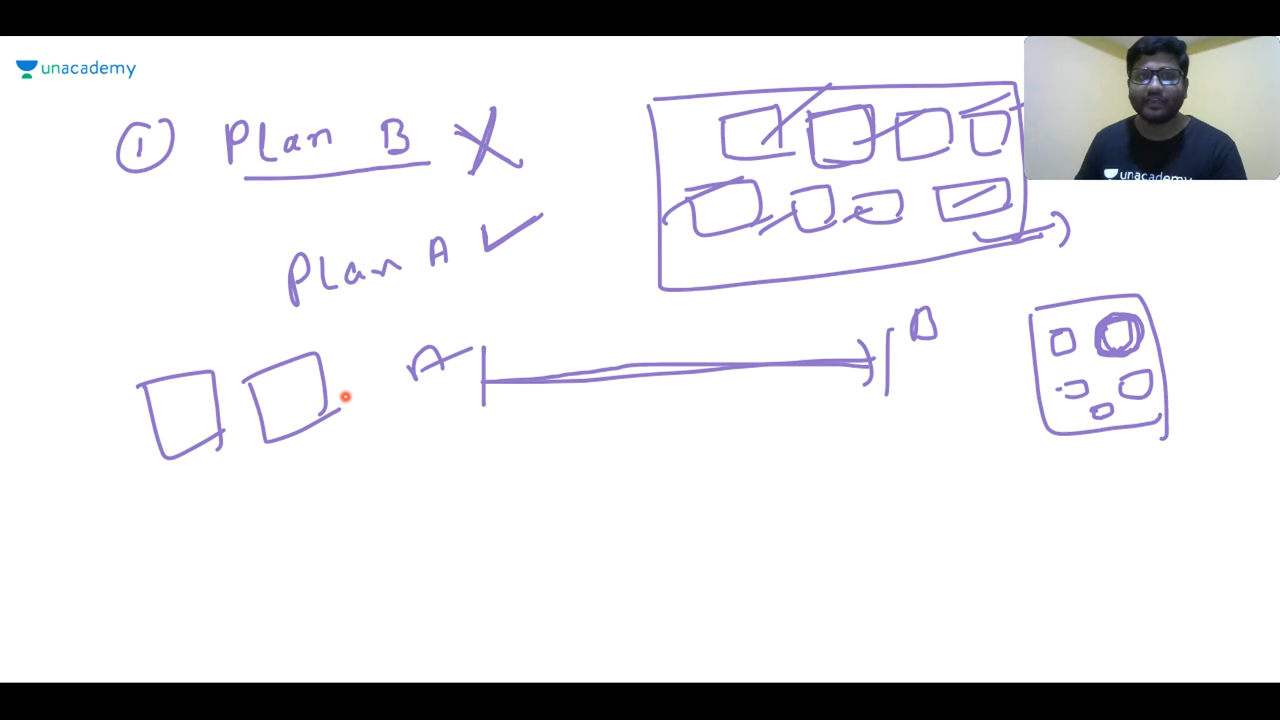 unacademy
① Plan B X
Plan A ✓
A
B
unacademy